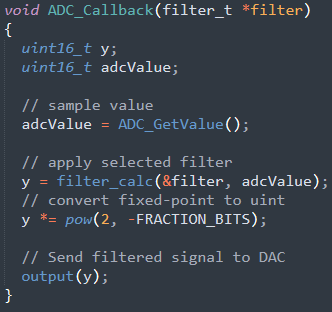 void ADC_Callback(filter_t *filter)
{
  uint16_t y;
  uint16_t adcValue;

  // sample value
  adcValue = ADC_GetValue();

  // apply selected filter
  y = filter_calc(&filter, adcValue);
  // convert fixed-point to uint
  y *= pow(2, -FRACTION_BITS);

  // Send filtered signal to DAC
  output(y);
}